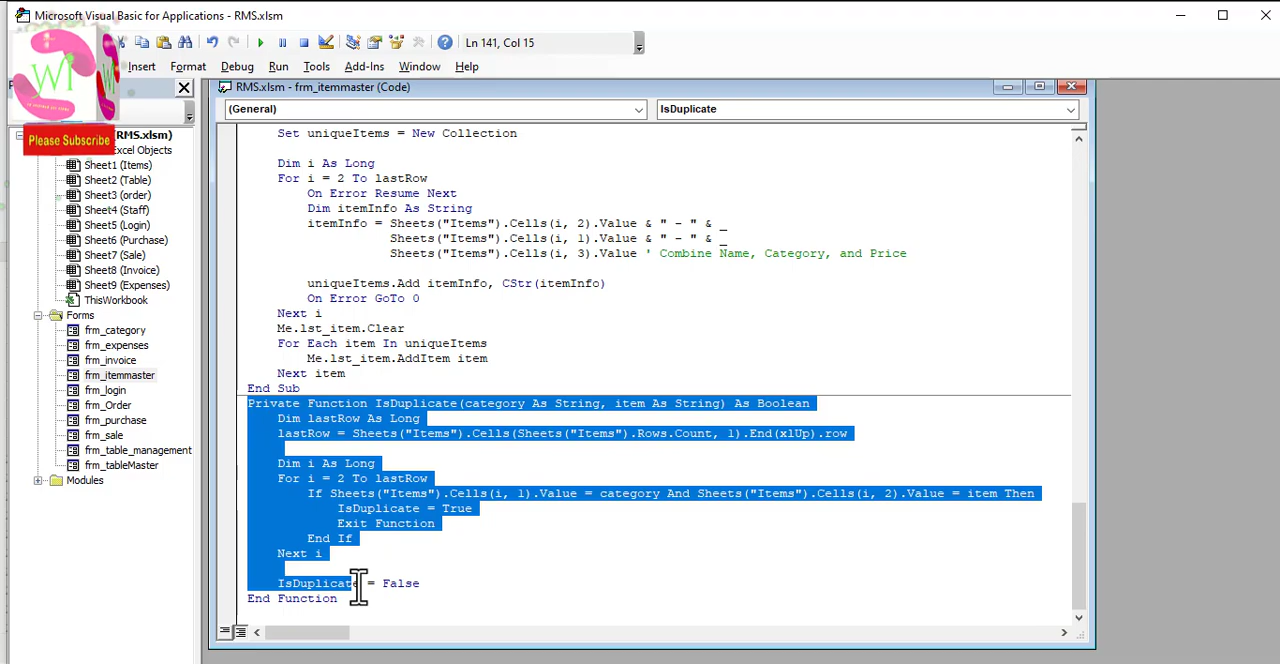 Microsoft Visual Basic for Applications - RMS.xlsm
Ln 141, Col 15
Insert Format Debug Run Tools Add-Ins Window Help
WT
Please Subscribe
(RMS.xlsm)
Excel Objects
Sheet1 (Items)
Sheet2 (Table)
Sheet3 (order)
Sheet4 (Staff)
Sheet5 (Login)
Sheet6 (Purchase)
Sheet7 (Sale)
Sheet8 (Invoice)
Sheet9 (Expenses)
ThisWorkbook
Forms
frm_category
frm_expenses
frm_invoice
frm_itemmaster
frm_login
frm_Order
frm_purchase
frm_sale
frm_table_management
frm_tableMaster
Modules
RMS.xlsm - frm_itemmaster (Code)
(General) IsDuplicate
Set uniqueItems = New Collection
Dim i As Long
For i = 2 To lastRow
On Error Resume Next
Dim itemInfo As String
itemInfo = Sheets("Items").Cells(i, 2).Value & " - " & _
Sheets("Items").Cells(i, 1).Value & " - " & _
Sheets("Items").Cells(i, 3).Value ' Combine Name, Category, and Price
uniqueItems.Add itemInfo, CStr(itemInfo)
On Error GoTo 0
Next i
Me.lst_item.Clear
For Each item In uniqueItems
Me.lst_item.AddItem item
Next item
End Sub
Private Function IsDuplicate(category As String, item As String) As Boolean
Dim lastRow As Long
lastRow = Sheets("Items").Cells(Sheets("Items").Rows.Count, 1).End(xlUp).row
Dim i As Long
For i = 2 To lastRow
If Sheets("Items").Cells(i, 1).Value = category And Sheets("Items").Cells(i, 2).Value = item Then
IsDuplicate = True
Exit Function
End If
Next i
IsDuplicate = False
End Function